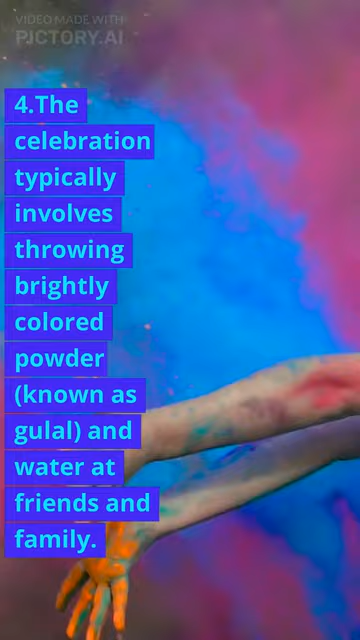 VIDEO MADE WITH
PICTORY.AI
4.The
celebration
typically
involves
throwing
brightly
colored
powder
(known as
gulal) and
water at
friends and
family.